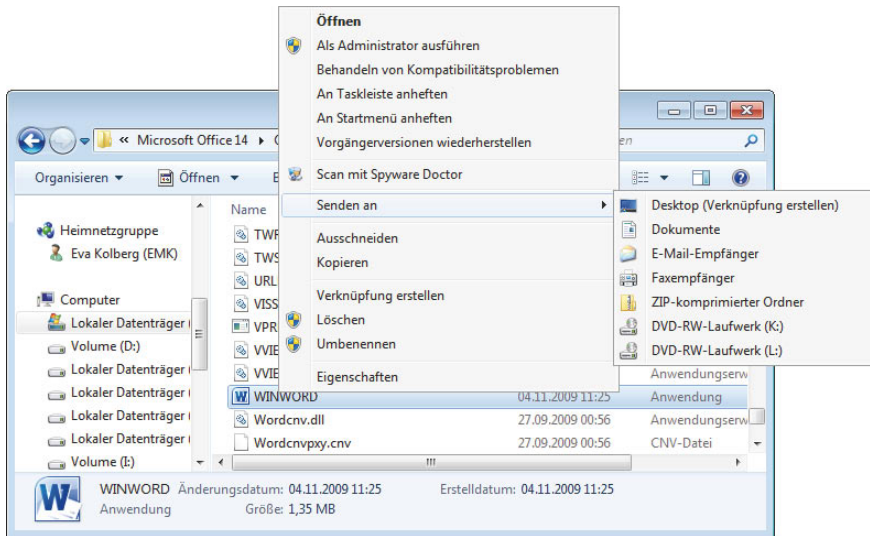 Öffnen
Als Administrator ausführen
Behandeln von Kompatibilitätsproblemen
An Taskleiste anheften
An Startmenü anheften
Vorgängerversionen wiederherstellen
Scan mit Spyware Doctor
Senden an
Ausschneiden
Kopieren
Verknüpfung erstellen
Löschen
Umbenennen
Eigenschaften
Desktop (Verknüpfung erstellen)
Dokumente
E-Mail-Empfänger
Faxempfänger
ZIP-komprimierter Ordner
DVD-RW-Laufwerk (K:)
DVD-RW-Laufwerk (L:)
« Microsoft Office 14
Organisieren Öffnen
Heimnetzgruppe
Eva Kolberg (EMK)
Computer
Lokaler Datenträger
Volume (D:)
Lokaler Datenträger
Lokaler Datenträger
Lokaler Datenträger
Lokaler Datenträger
Volume (I:)
Name
URL
VISS
VPR
VVIE
VVIE Anwendungserw
WINWORD 04.11.2009 11:25 Anwendung
Wordcnv.dll 27.09.2009 00:56 Anwendungserw
Wordcnvpxy.cnv 27.09.2009 00:56 CNV-Datei
WINWORD Änderungsdatum: 04.11.2009 11:25 Erstelldatum: 04.11.2009 11:25
Anwendung Größe: 1,35 MB